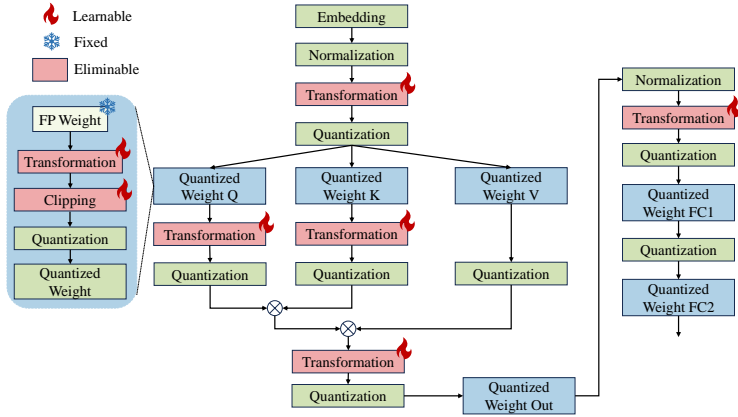 Learnable
Fixed
Eliminable
FP Weight
Transformation
Clipping
Quantization
Quantized
Weight
Embedding
Normalization
Transformation
Quantization
Quantized
Weight Q
Quantized
Weight K
Quantized
Weight V
Transformation
Transformation
Quantization
Quantization
Quantization
Transformation
Quantization
Quantized
Weight Out
Normalization
Transformation
Quantization
Quantized
Weight FC1
Quantization
Quantized
Weight FC2